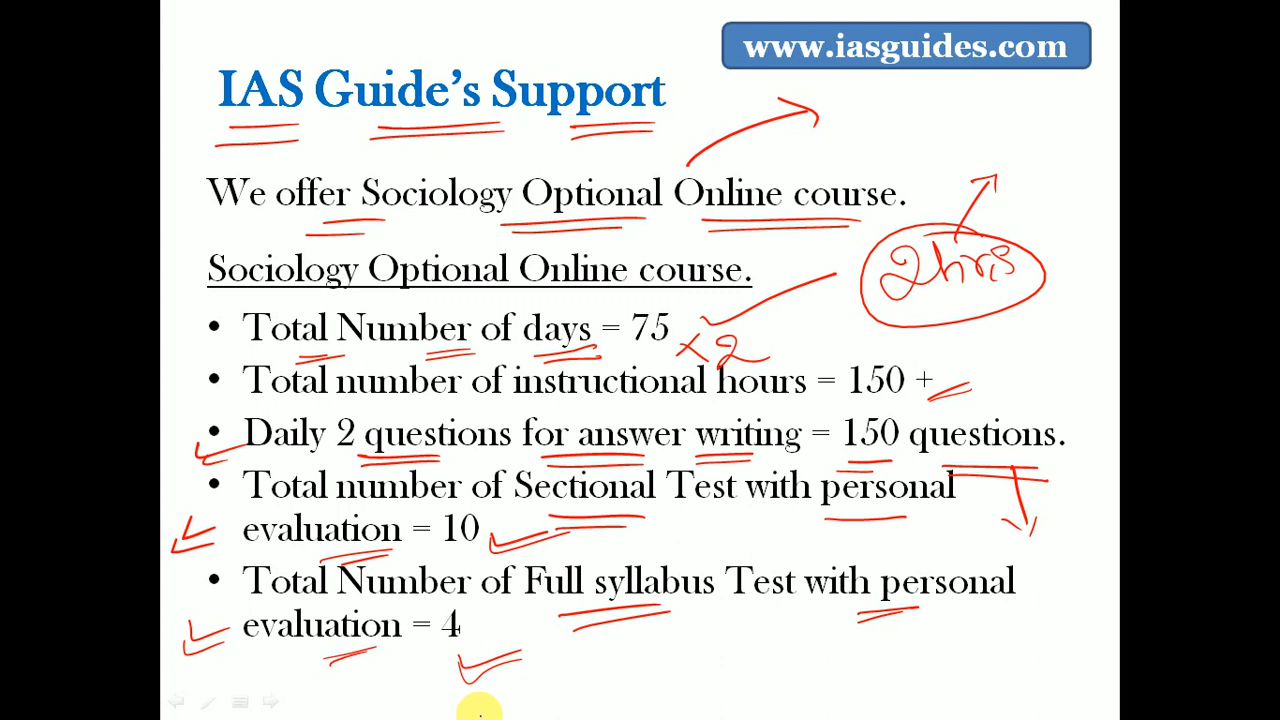 www.iasguides.com
IAS Guide's Support
We offer Sociology Optional Online course.
2hrs
Sociology Optional Online course.
• Total Number of days = 75
×2
• Total number of instructional hours = 150 +
• Daily 2 questions for answer writing = 150 questions.
• Total number of Sectional Test with personal
evaluation = 10
• Total Number of Full syllabus Test with personal
evaluation = 4